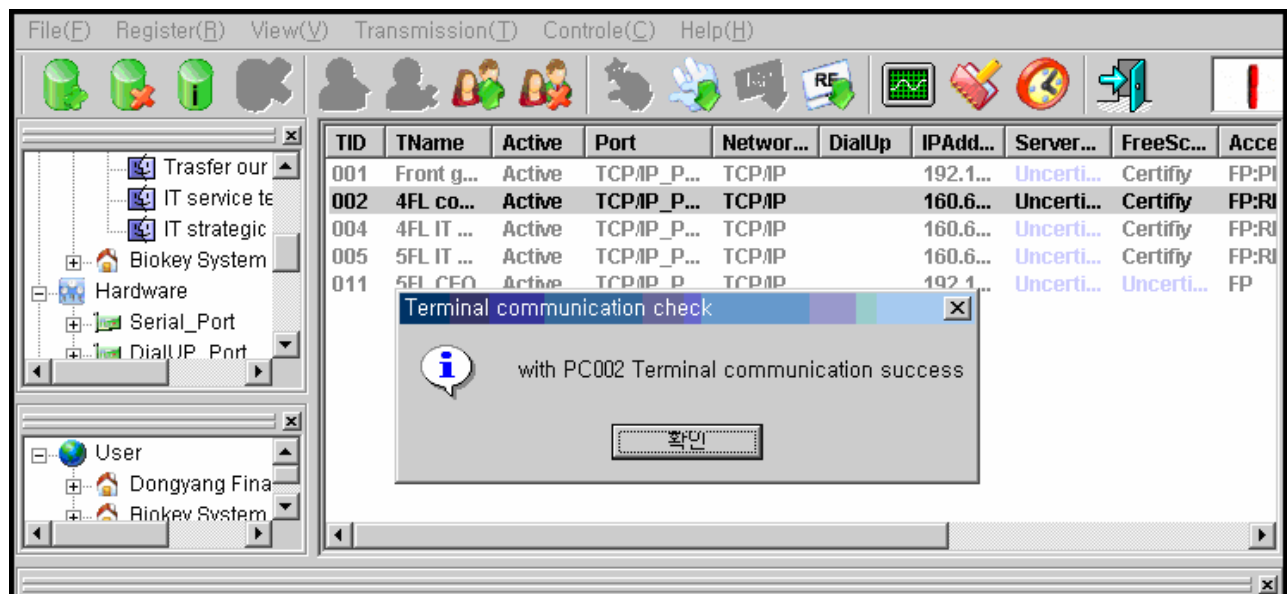 File(F) Register(R) View(V) Transmission(T) Controle(C) Help(H)
RF
TID TName Active Port Networ... DialUp IPAdd... Server... FreeSc... Acce
001 Front g... Active TCP/IP_P... TCP/IP 192.1... Uncerti... Certifiy FP:PI
002 4FL co... Active TCP/IP_P... TCP/IP 160.6... Uncerti... Certifiy FP:RI
004 4FL IT ... Active TCP/IP_P... TCP/IP 160.6... Uncerti... Certifiy FP:RI
005 5FL IT ... Active TCP/IP_P... TCP/IP 160.6... Uncerti... Certifiy FP:RI
011 5FL CEO Active TCP/IP_P TCP/IP 192.1... Uncerti... Uncerti... FP
Trasfer our
IT service te
IT strategic
Biokey System
Hardware
Serial_Port
DialUP_Port
Terminal communication check
with PC002 Terminal communication success
확인
User
Dongyang Fina
Biokey System